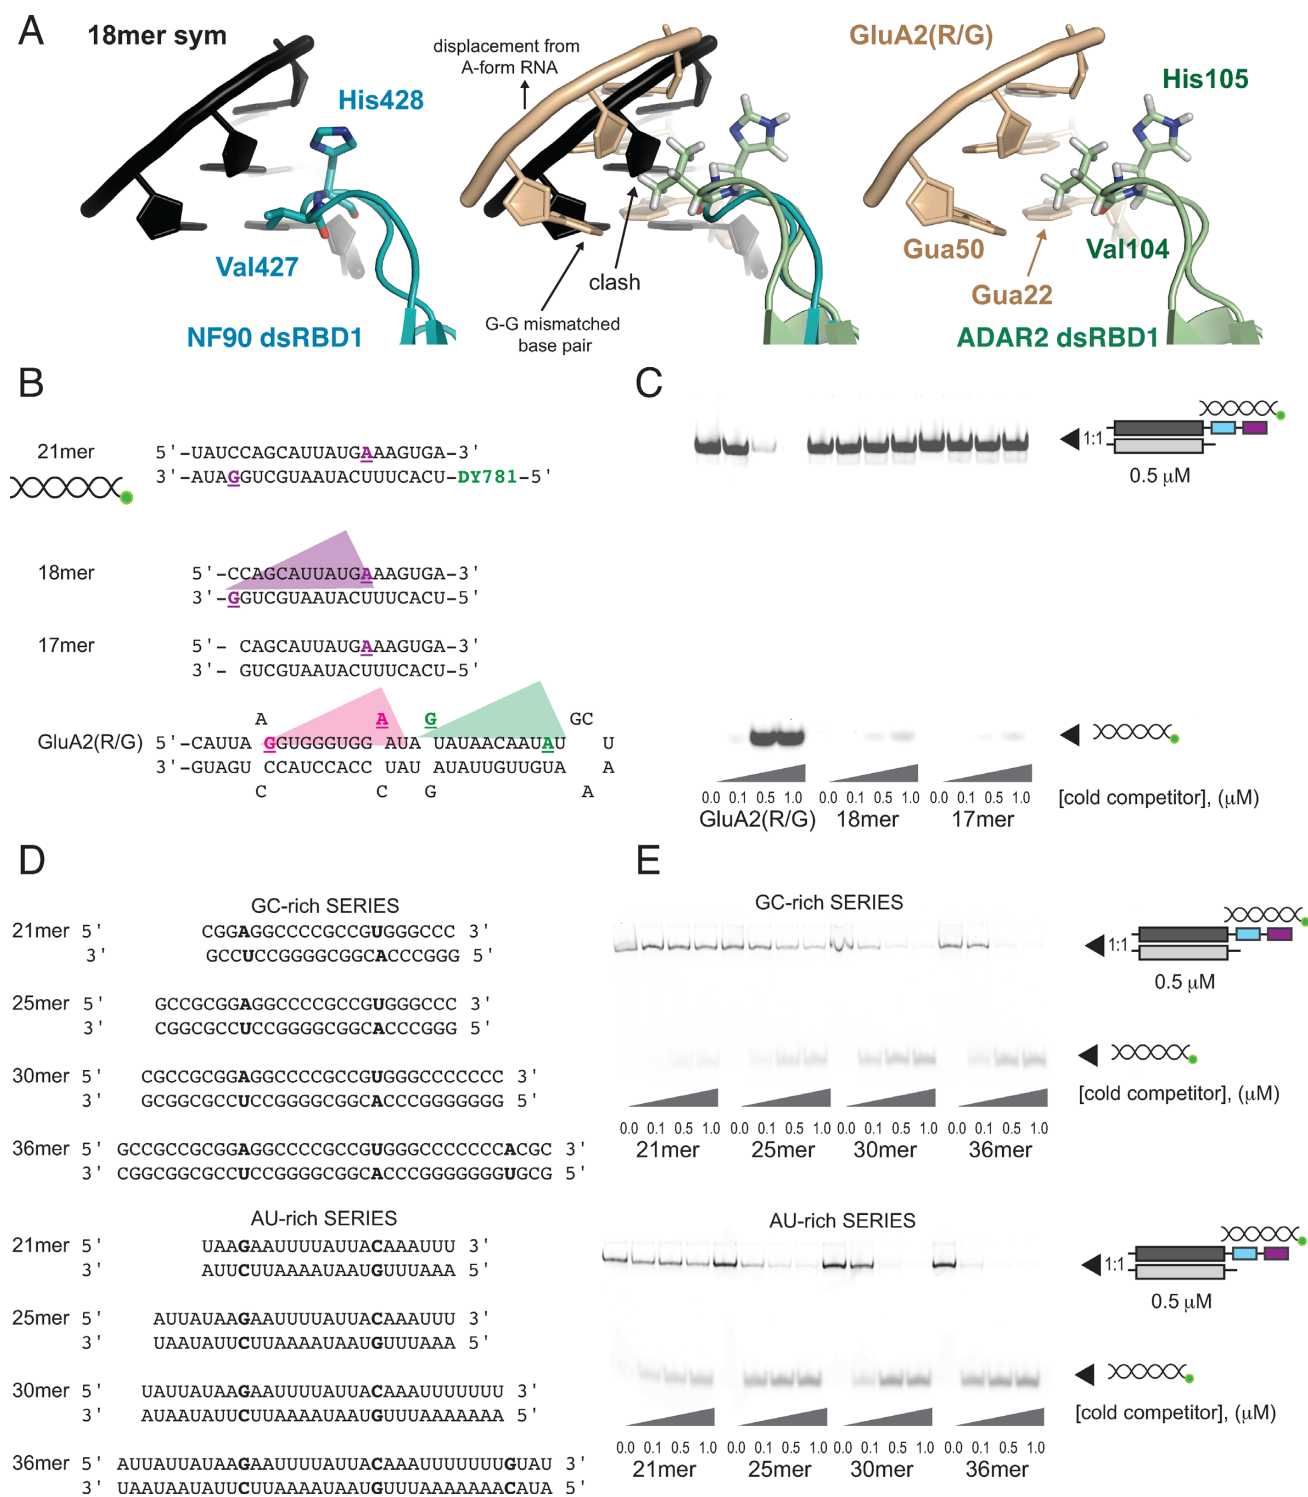 A
18mer sym
displacement from
A-form RNA
GluA2(R/G)
His428
His105
Val427
clash
Gua50
Val104
Gua22
G-G mismatched
base pair
NF90 dsRBD1
ADAR2 dsRBD1
B
21mer
5'-UAUCCAGCAUUAUGAAAGUGA-3'
3'-AUAGGUCGUAAUACUUUCACU-DY781-5'
18mer
5'-CCAGCAUUAUGAAAGUGA-3'
3'-GGUCGUAAUACUUUCACU-5'
17mer
5'- CAGCAUUAUGAAAGUGA-3'
3'- GUCGUAAUACUUUCACU-5'
A A G GC
GluA2(R/G) 5'-CAUUA GGUGGGUGG AUA UAUAACAAUAU U
3'-GUAGU CCAUCCACC UAU AUAUUGUUGUA A
C C G A
C
1:1
0.5 µM
0.0 0.1 0.5 1.0 0.0 0.1 0.5 1.0 0.0 0.1 0.5 1.0
[cold competitor], (µM)
GluA2(R/G) 18mer 17mer
D
GC-rich SERIES
21mer 5' CGGAGGCCCCGCCGUGGGCCC 3'
3' GCCUCCGGGGCGGCACCCGGG 5'
25mer 5' GCCGCGGAGGCCCCGCCGUGGGCCC 3'
3' CGGCGCCUCCGGGGCGGCACCCGGG 5'
30mer 5' CGCCGCGGAGGCCCCGCCGUGGGCCCCCCC 3'
3' GCGGCGCCUCCGGGGCGGCACCCGGGGGGG 5'
36mer 5' GCCGCCGCGGAGGCCCCGCCGUGGGCCCCCCCACGC 3'
3' CGGCGGCGCCUCCGGGGCGGCACCCGGGGGGGUGCG 5'
AU-rich SERIES
21mer 5' UAAGAAUUUUAUUACAAAUUU 3'
3' AUUCUUAAAAUAAUGUUUAAA 5'
25mer 5' AUUAUAAGAAUUUUAUUACAAAUUU 3'
3' UAAUAUUCUUAAAAUAAUGUUUAAA 5'
30mer 5' UAUUAUAAGAAUUUUAUUACAAAUUUUUUU 3'
3' AUAAUAUUCUUAAAAUAAUGUUUAAAAAAA 5'
36mer 5' AUUAUUAUAAGAAUUUUAUUACAAAUUUUUUUGUAU 3'
3' UAAUAAUAUUCUUAAAAUAAUGUUUAAAAAAACAUA 5'
E
GC-rich SERIES
1:1
0.5 µM
[cold competitor], (µM)
0.0 0.1 0.5 1.0 0.0 0.1 0.5 1.0 0.0 0.1 0.5 1.0 0.0 0.1 0.5 1.0
21mer 25mer 30mer 36mer
AU-rich SERIES
1:1
0.5 µM
[cold competitor], (µM)
0.0 0.1 0.5 1.0 0.0 0.1 0.5 1.0 0.0 0.1 0.5 1.0 0.0 0.1 0.5 1.0
21mer 25mer 30mer 36mer